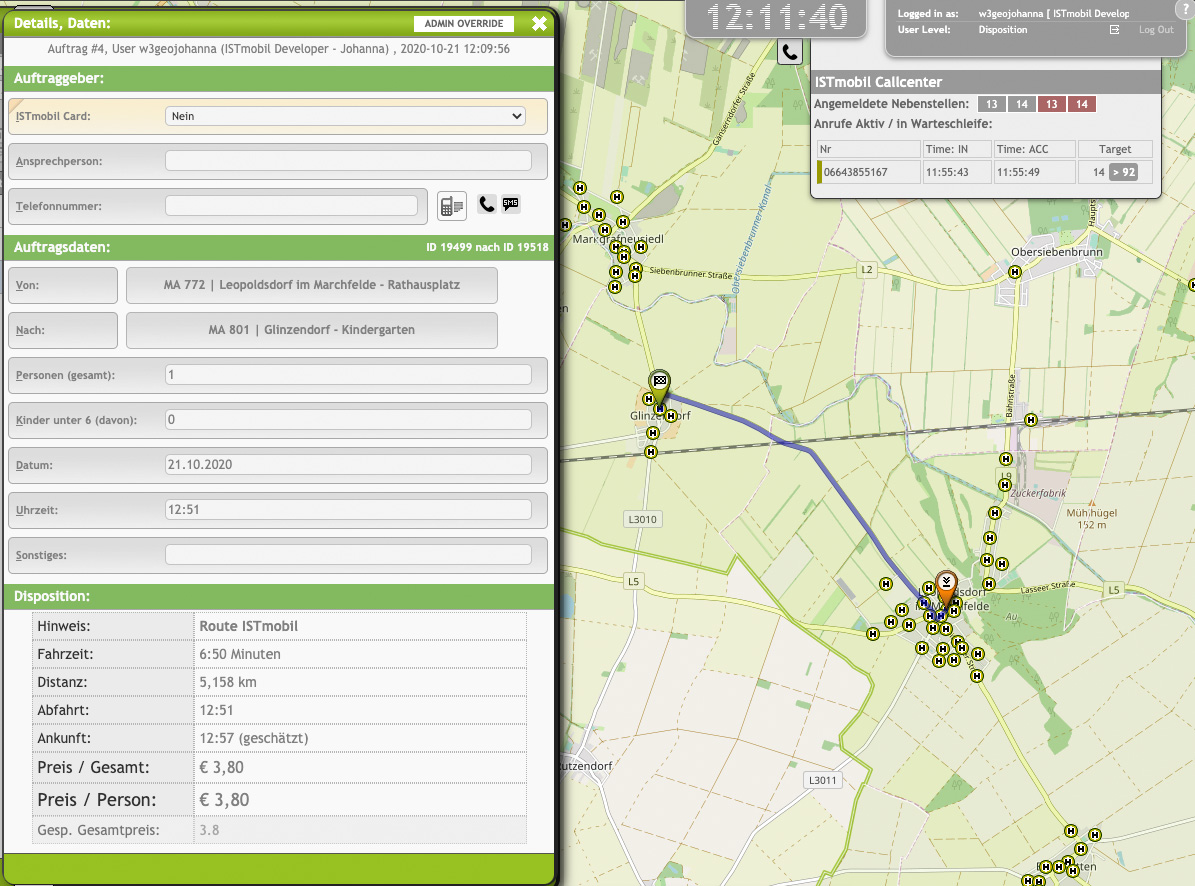 Details, Daten:
ADMIN OVERRIDE
Auftrag #4, User w3geojohanna (ISTmobil Developer - Johanna) , 2020-10-21 12:09:56
Auftraggeber:
ISTmobil Card: Nein
Ansprechperson:
Telefonnummer:
SMS
Auftragsdaten: ID 19499 nach ID 19518
Von: MA 772 | Leopoldsdorf im Marchfelde - Rathausplatz
Nach: MA 801 | Glinzendorf - Kindergarten
Personen (gesamt): 1
Kinder unter 6 (davon): 0
Datum: 21.10.2020
Uhrzeit: 12:51
Sonstiges:
Disposition:
Hinweis: Route ISTmobil
Fahrzeit: 6:50 Minuten
Distanz: 5,158 km
Abfahrt: 12:51
Ankunft: 12:57 (geschätzt)
Preis / Gesamt: € 3,80
Preis / Person: € 3,80
Gesp. Gesamtpreis: 3.8
12:11:40
Logged in as: w3geojohanna [ ISTmobil Develop
User Level: Disposition Log Out
?
ISTmobil Callcenter
Angemeldete Nebenstellen: 13 14 13 14
Anrufe Aktiv / in Warteschleife:
Nr Time: IN Time: ACC Target
06643855167 11:55:43 11:55:49 14 > 92
Gänserndorfer Straße
Markgrafneusiedl
Siebenbrunner Straße
Obersiebenbrunner-Kanal
L2
Obersiebenbrunn
Bahnstraße
L9
Zuckerfabrik
Mühlhügel
152 m
L3010
L5
Lasseer Straße
L5
Au
L3011